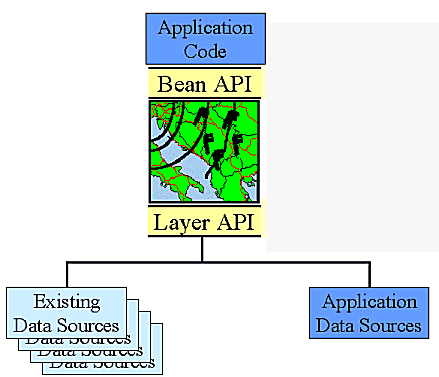 Application
Code
Bean API
Layer API
Existing
Data Sources
Data Sources
Data Sources
Data Sources
Application
Data Sources